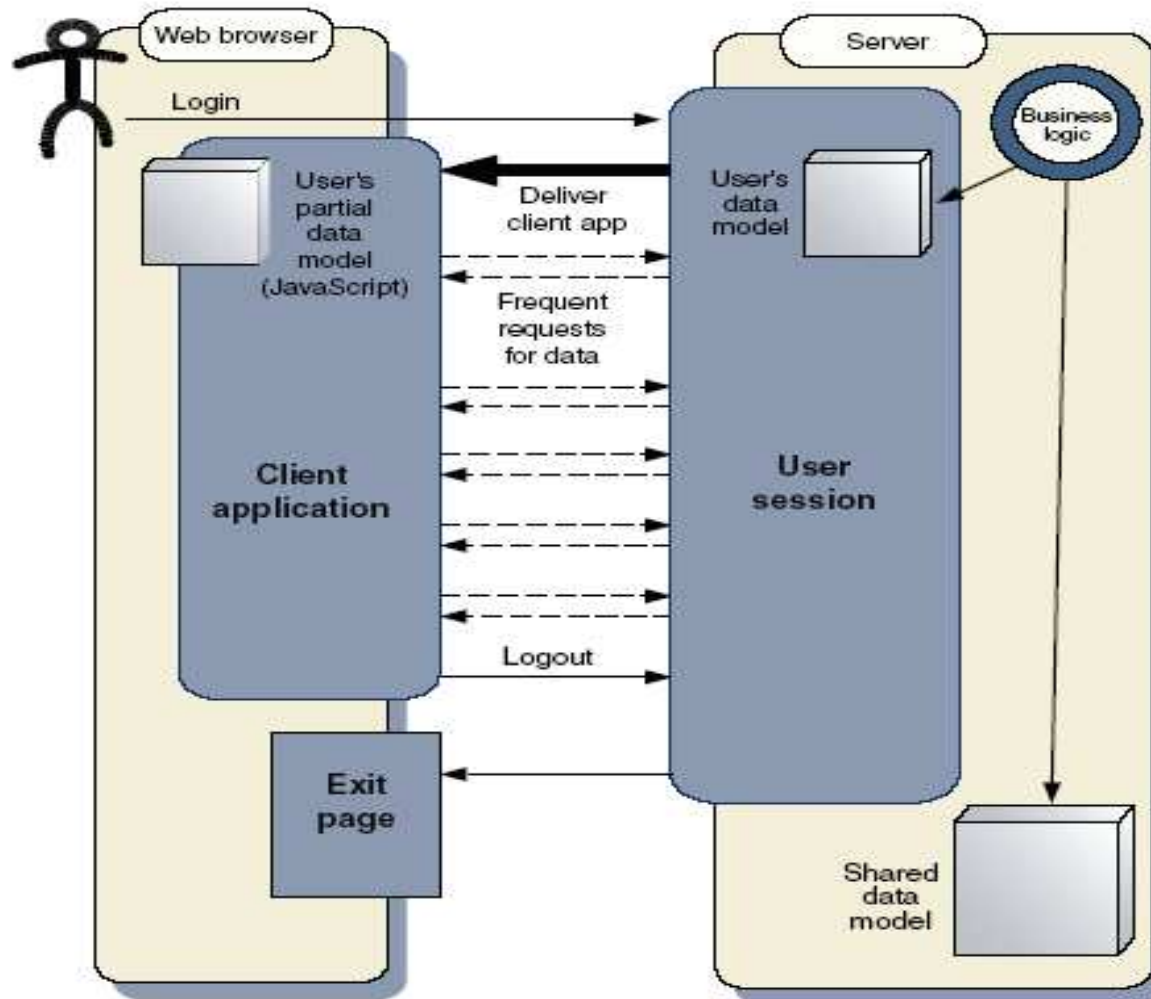 Web browser
Server
Login
Business
logic
User's
partial
data
model
(JavaScript)
Deliver
client app
User's
data
model
Frequent
requests
for data
Client
application
User
session
Logout
Exit
page
Shared
data
model